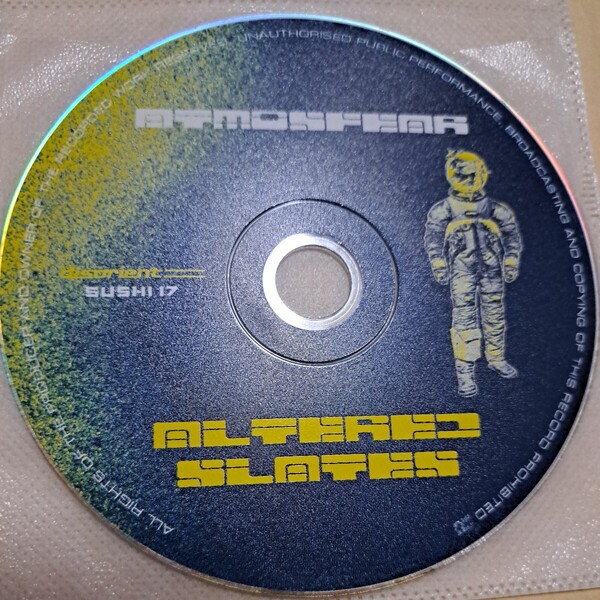 ATMOSFEAR
disorient
SUSHI 17
ALTERED
SLATES
ALL RIGHTS OF THE PRODUCER AND OWNER OF THE RECORDED WORK RESERVED. UNAUTHORISED PUBLIC PERFORMANCE, BROADCASTING AND COPYING OF THIS RECORD PROHIBITED